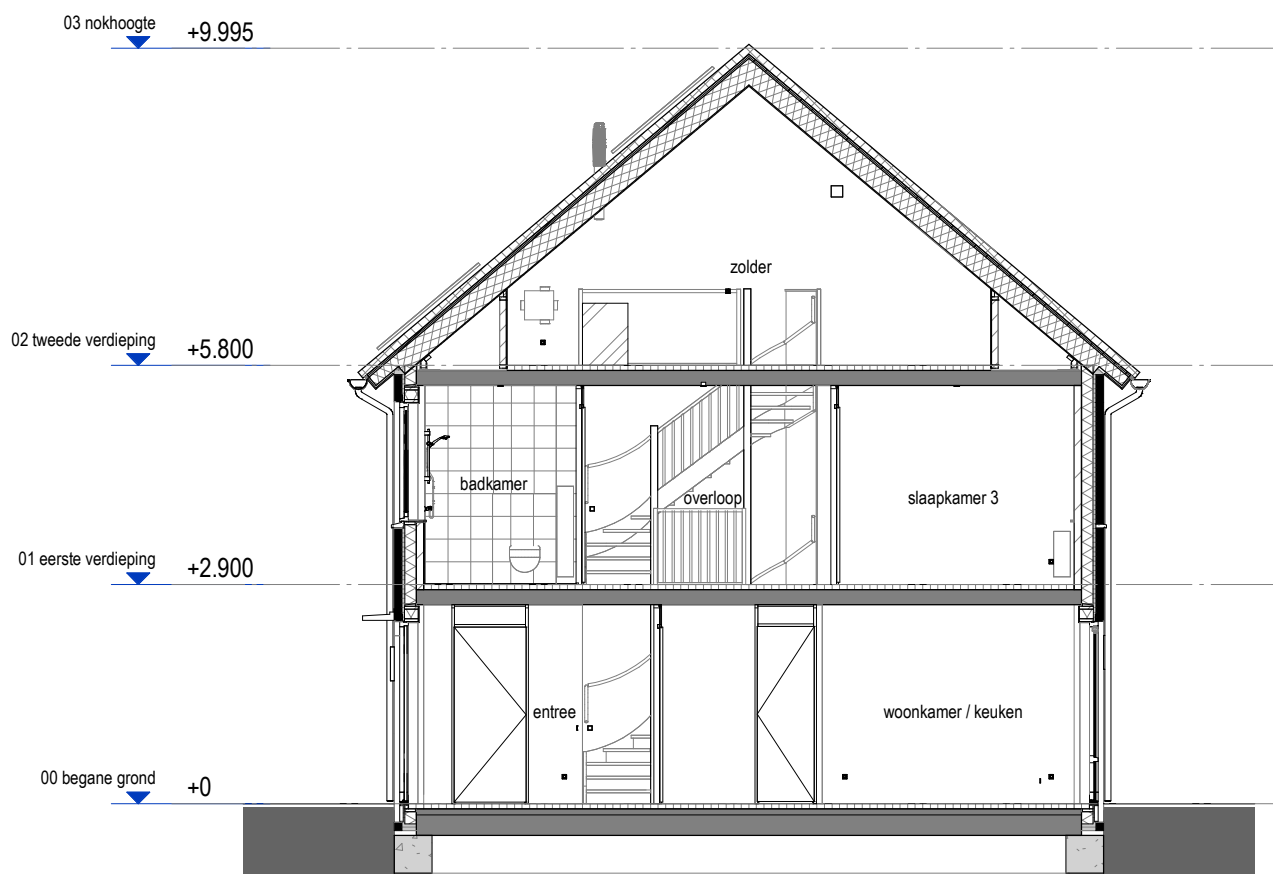 03 nokhoogte
+9.995
zolder
02 tweede verdieping
+5.800
badkamer
overloop
slaapkamer 3
01 eerste verdieping
+2.900
entree
woonkamer / keuken
00 begane grond
+0